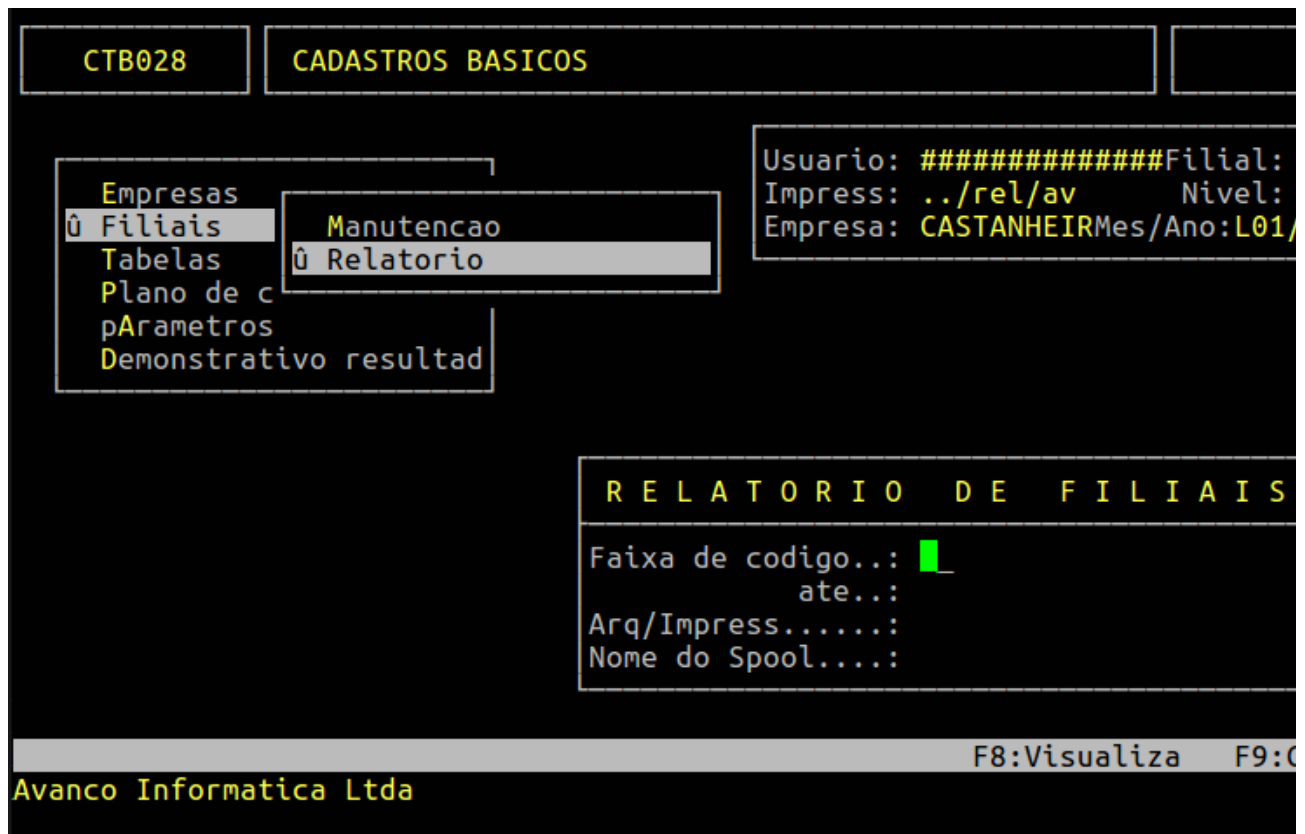 CTB028 CADASTROS BASICOS
Usuario: ##############Filial:
Impress: ../rel/av Nivel:
Empresa: CASTANHEIRMes/Ano:L01/
Empresas
û Filiais
Tabelas
Plano de c
pArametros
Demonstrativo resultad
Manutencao
û Relatorio
R E L A T O R I O D E F I L I A I S
Faixa de codigo..: _
ate..:
Arq/Impress......:
Nome do Spool....:
F8:Visualiza F9:
Avanco Informatica Ltda